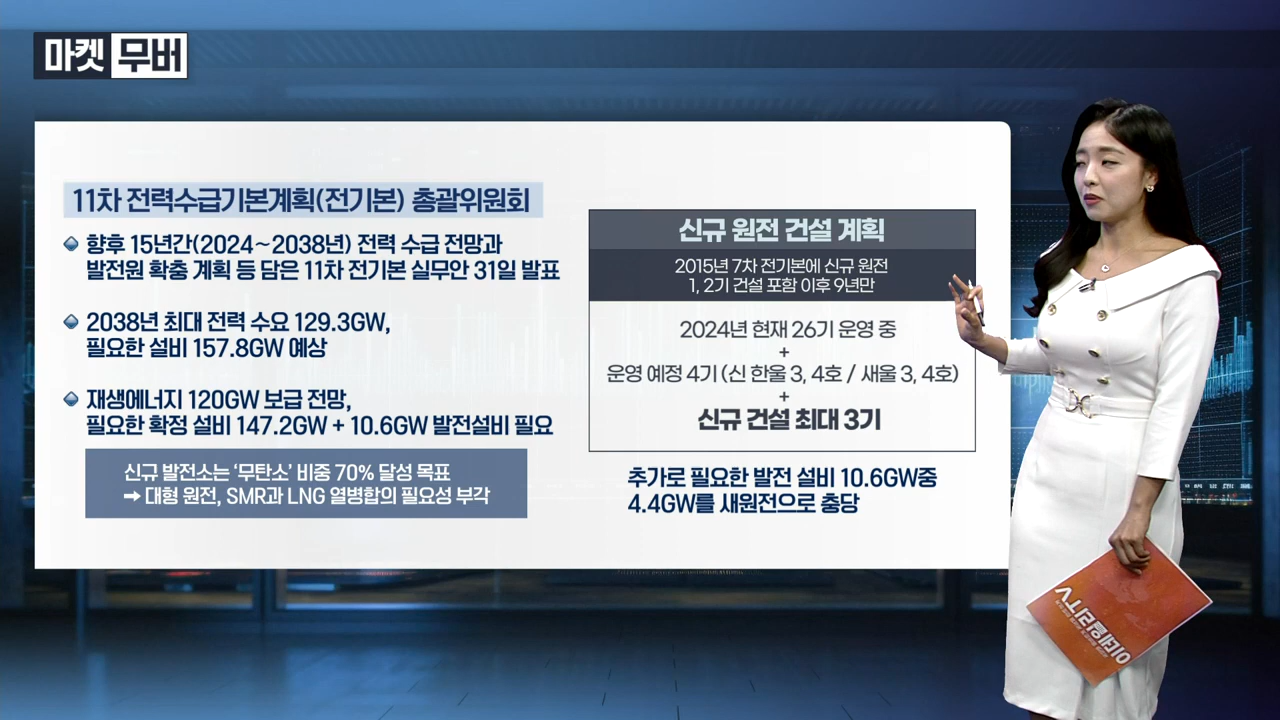 마켓 무버
11차 전력수급기본계획(전기본) 총괄위원회
향후 15년간(2024~2038년) 전력 수급 전망과
발전원 확충 계획 등 담은 11차 전기본 실무안 31일 발표
2038년 최대 전력 수요 129.3GW,
필요한 설비 157.8GW 예상
재생에너지 120GW 보급 전망,
필요한 확정 설비 147.2GW + 10.6GW 발전설비 필요
신규 발전소는 ‘무탄소’ 비중 70% 달성 목표
➡ 대형 원전, SMR과 LNG 열병합의 필요성 부각
신규 원전 건설 계획
2015년 7차 전기본에 신규 원전
1, 2기 건설 포함 이후 9년만
2024년 현재 26기 운영 중
+
운영 예정 4기 (신 한울 3, 4호 / 새울 3, 4호)
+
신규 건설 최대 3기
추가로 필요한 발전 설비 10.6GW중
4.4GW를 새원전으로 충당
이데일리TV